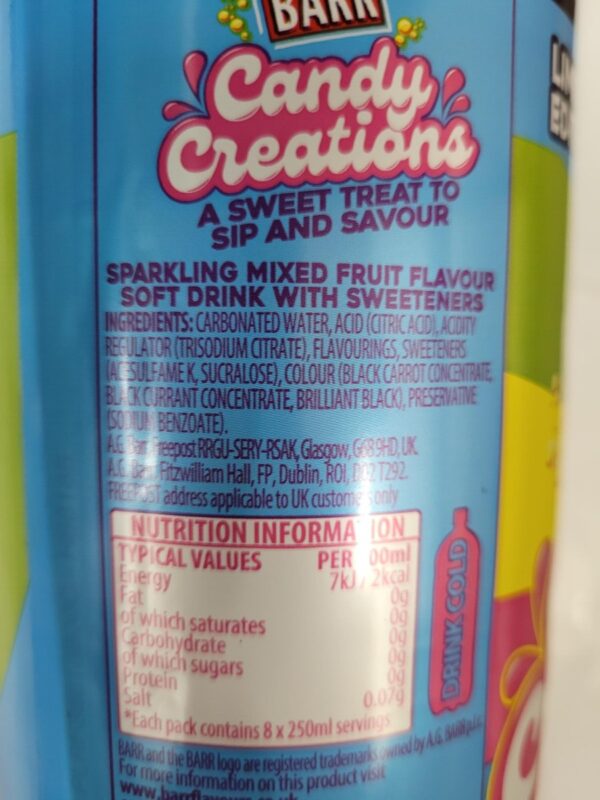 BARR
Candy
Creations
A SWEET TREAT TO
SIP AND SAVOUR
SPARKLING MIXED FRUIT FLAVOUR
SOFT DRINK WITH SWEETENERS
INGREDIENTS: CARBONATED WATER, ACID (CITRIC ACID), ACIDITY
REGULATOR (TRISODIUM CITRATE), FLAVOURINGS, SWEETENERS
(ACESULFAME K, SUCRALOSE), COLOUR (BLACK CARROT CONCENTRATE,
BLACK CURRANT CONCENTRATE, BRILLIANT BLACK), PRESERVATIVE
(SODIUM BENZOATE).
A.G. Barr, Freepost RRGU-SERY-RSAK, Glasgow, G68 9HD, UK.
A.G. Barr, Fitzwilliam Hall, FP, Dublin, ROI, D02 T292.
FREEPOST address applicable to UK customers only
NUTRITION INFORMATION
TYPICAL VALUES PER 100ml
Energy 7kJ / 2kcal
Fat 0g
of which saturates 0g
Carbohydrate 0g
of which sugars 0g
Protein 0g
Salt 0.07g
*Each pack contains 8 x 250ml servings
DRINK COLD
BARR and the BARR logo are registered trademarks owned by A.G. BARR p.l.c.
For more information on this product visit